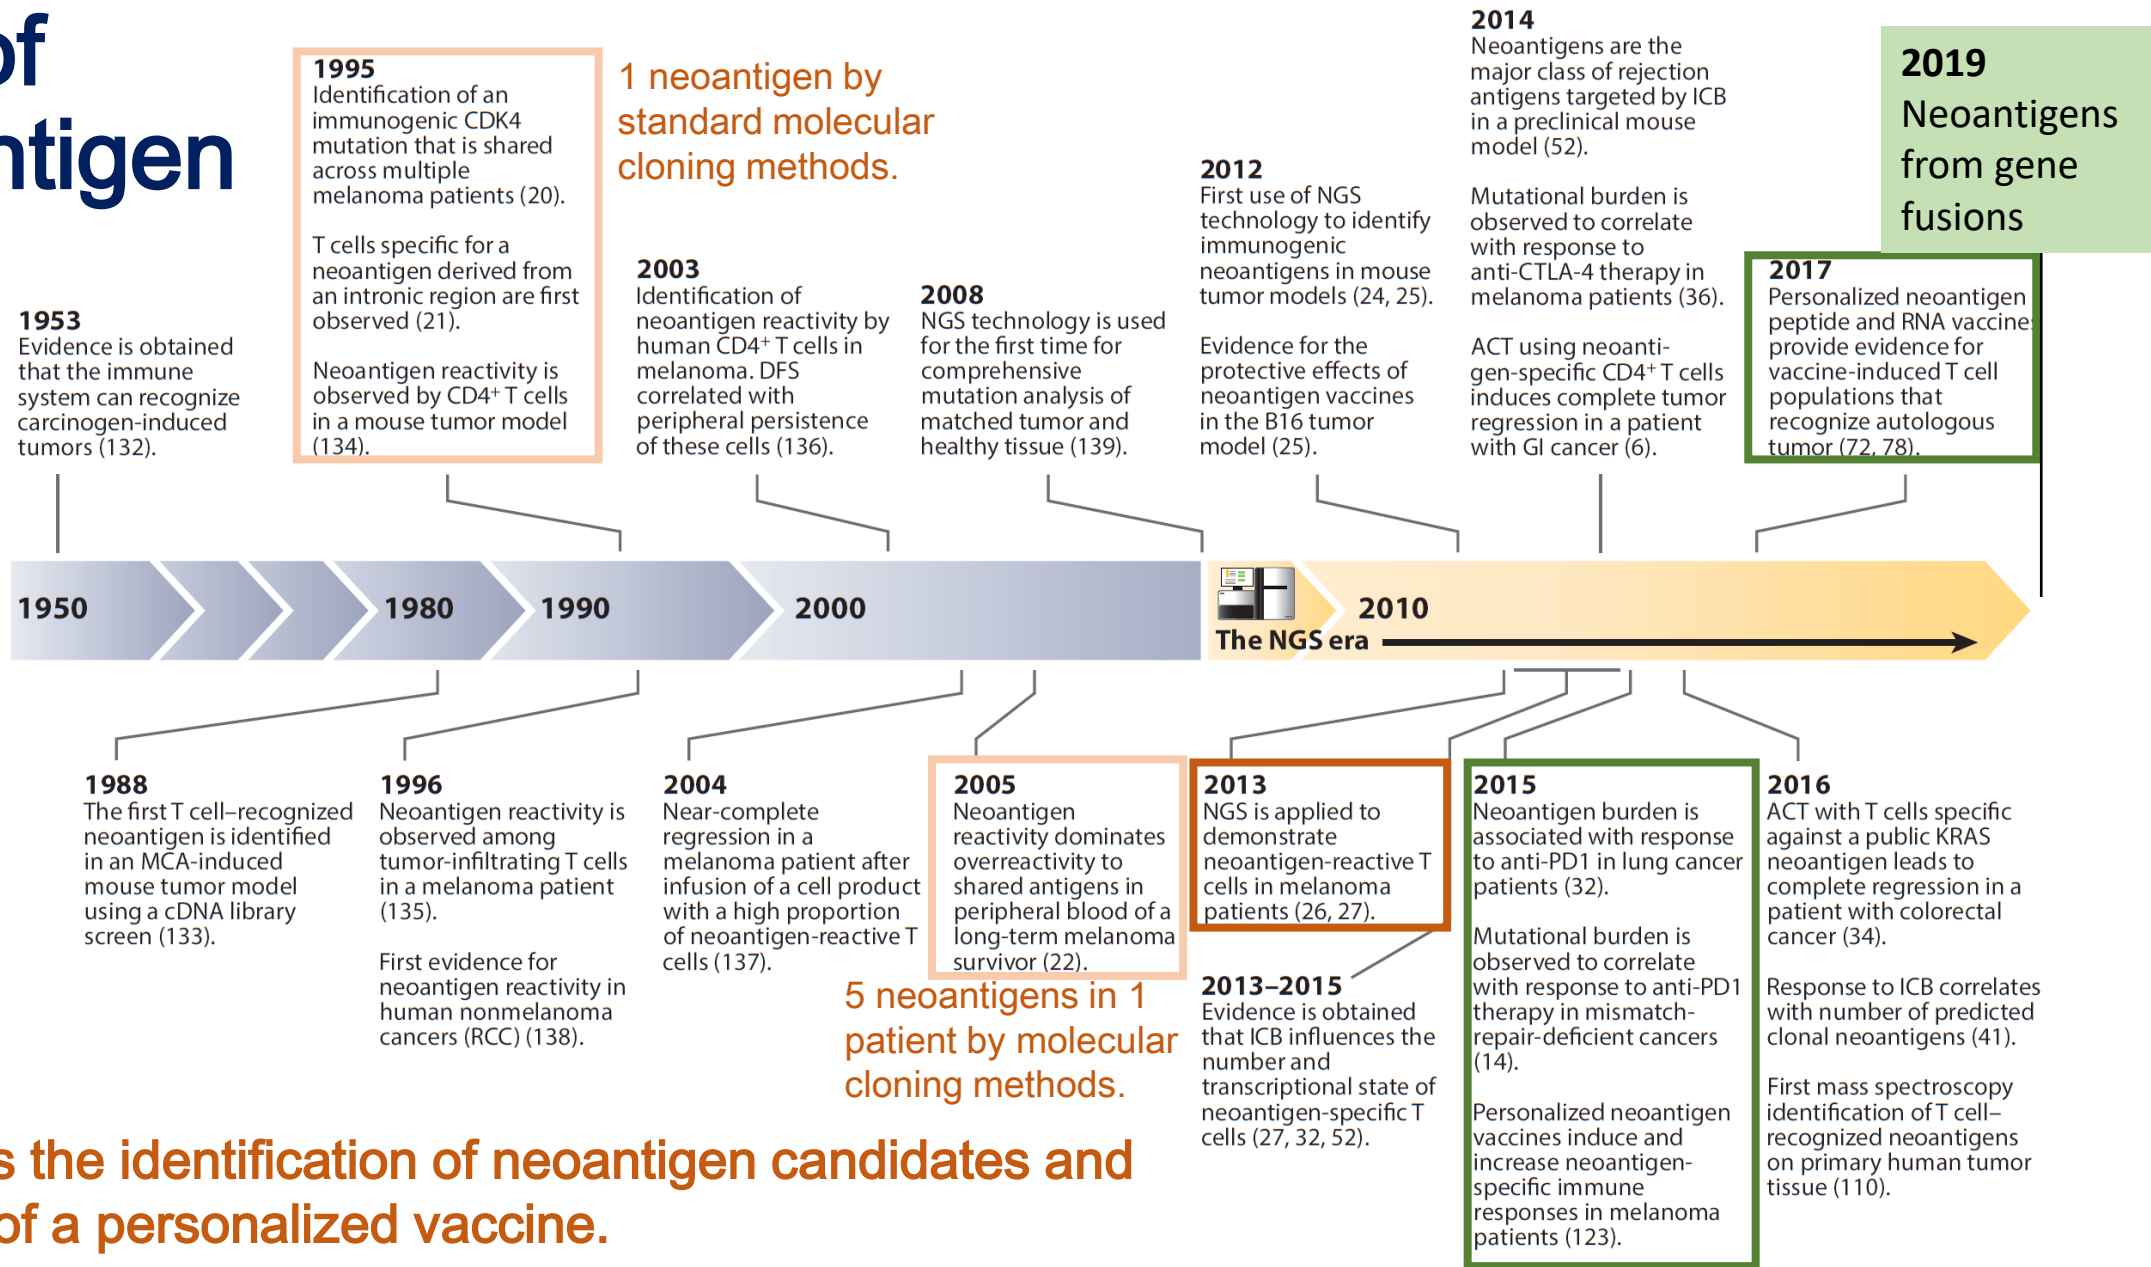 of
ntigen
1953
Evidence is obtained
that the immune
system can recognize
carcinogen-induced
tumors (132).
1995
Identification of an
immunogenic CDK4
mutation that is shared
across multiple
melanoma patients (20).
T cells specific for a
neoantigen derived from
an intronic region are first
observed (21).
Neoantigen reactivity is
observed by CD4⁺ T cells
in a mouse tumor model
(134).
1 neoantigen by
standard molecular
cloning methods.
2003
Identification of
neoantigen reactivity by
human CD4⁺ T cells in
melanoma. DFS
correlated with
peripheral persistence
of these cells (136).
2008
NGS technology is used
for the first time for
comprehensive
mutation analysis of
matched tumor and
healthy tissue (139).
2012
First use of NGS
technology to identify
immunogenic
neoantigens in mouse
tumor models (24, 25).
Evidence for the
protective effects of
neoantigen vaccines
in the B16 tumor
model (25).
2014
Neoantigens are the
major class of rejection
antigens targeted by ICB
in a preclinical mouse
model (52).
Mutational burden is
observed to correlate
with response to
anti-CTLA-4 therapy in
melanoma patients (36).
ACT using neoanti-
gen-specific CD4⁺ T cells
induces complete tumor
regression in a patient
with GI cancer (6).
2019
Neoantigens
from gene
fusions
2017
Personalized neoantigen
peptide and RNA vaccines
provide evidence for
vaccine-induced T cell
populations that
recognize autologous
tumor (72, 78).
1950
1980
1990
2000
2010
The NGS era
1988
The first T cell–recognized
neoantigen is identified
in an MCA-induced
mouse tumor model
using a cDNA library
screen (133).
1996
Neoantigen reactivity is
observed among
tumor-infiltrating T cells
in a melanoma patient
(135).
First evidence for
neoantigen reactivity in
human nonmelanoma
cancers (RCC) (138).
2004
Near-complete
regression in a
melanoma patient after
infusion of a cell product
with a high proportion
of neoantigen-reactive T
cells (137).
2005
Neoantigen
reactivity dominates
overreactivity to
shared antigens in
peripheral blood of a
long-term melanoma
survivor (22).
5 neoantigens in 1
patient by molecular
cloning methods.
2013
NGS is applied to
demonstrate
neoantigen-reactive T
cells in melanoma
patients (26, 27).
2013–2015
Evidence is obtained
that ICB influences the
number and
transcriptional state of
neoantigen-specific T
cells (27, 32, 52).
2015
Neoantigen burden is
associated with response
to anti-PD1 in lung cancer
patients (32).
Mutational burden is
observed to correlate
with response to anti-PD1
therapy in mismatch-
repair-deficient cancers
(14).
Personalized neoantigen
vaccines induce and
increase neoantigen-
specific immune
responses in melanoma
patients (123).
2016
ACT with T cells specific
against a public KRAS
neoantigen leads to
complete regression in a
patient with colorectal
cancer (34).
Response to ICB correlates
with number of predicted
clonal neoantigens (41).
First mass spectroscopy
identification of T cell–
recognized neoantigens
on primary human tumor
tissue (110).
s the identification of neoantigen candidates and
of a personalized vaccine.